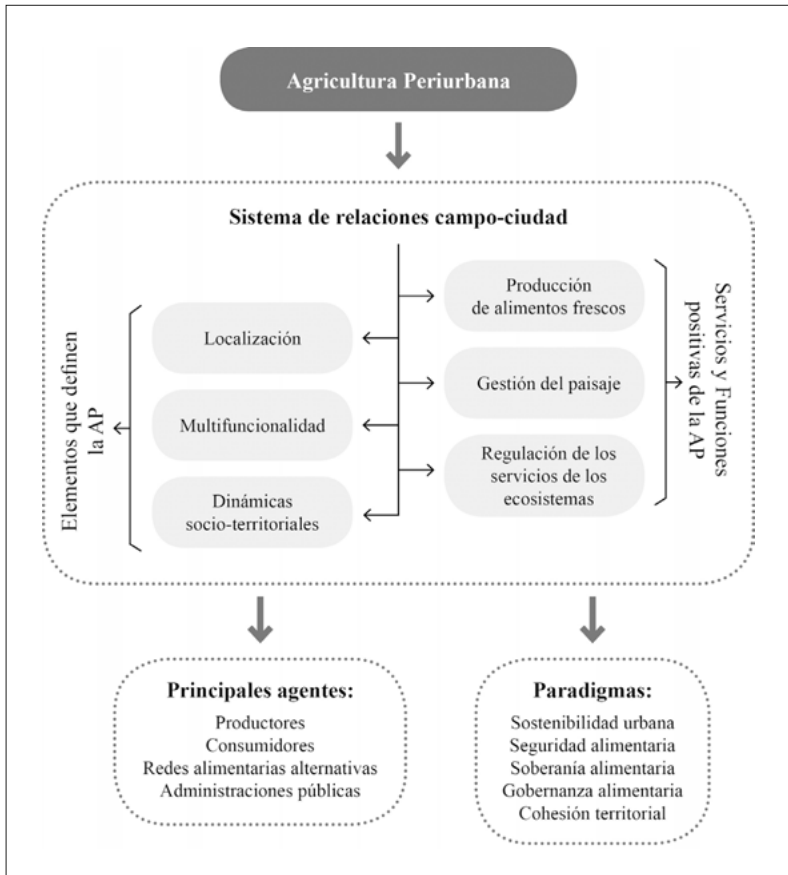 Agricultura Periurbana
Sistema de relaciones campo-ciudad
Elementos que definen
la AP
Localización
Multifuncionalidad
Dinámicas
socio-territoriales
Producción
de alimentos frescos
Gestión del paisaje
Regulación de los
servicios de los
ecosistemas
Servicios y Funciones
positivas de la AP
Principales agentes:
Productores
Consumidores
Redes alimentarias alternativas
Administraciones públicas
Paradigmas:
Sostenibilidad urbana
Seguridad alimentaria
Soberanía alimentaria
Gobernanza alimentaria
Cohesión territorial